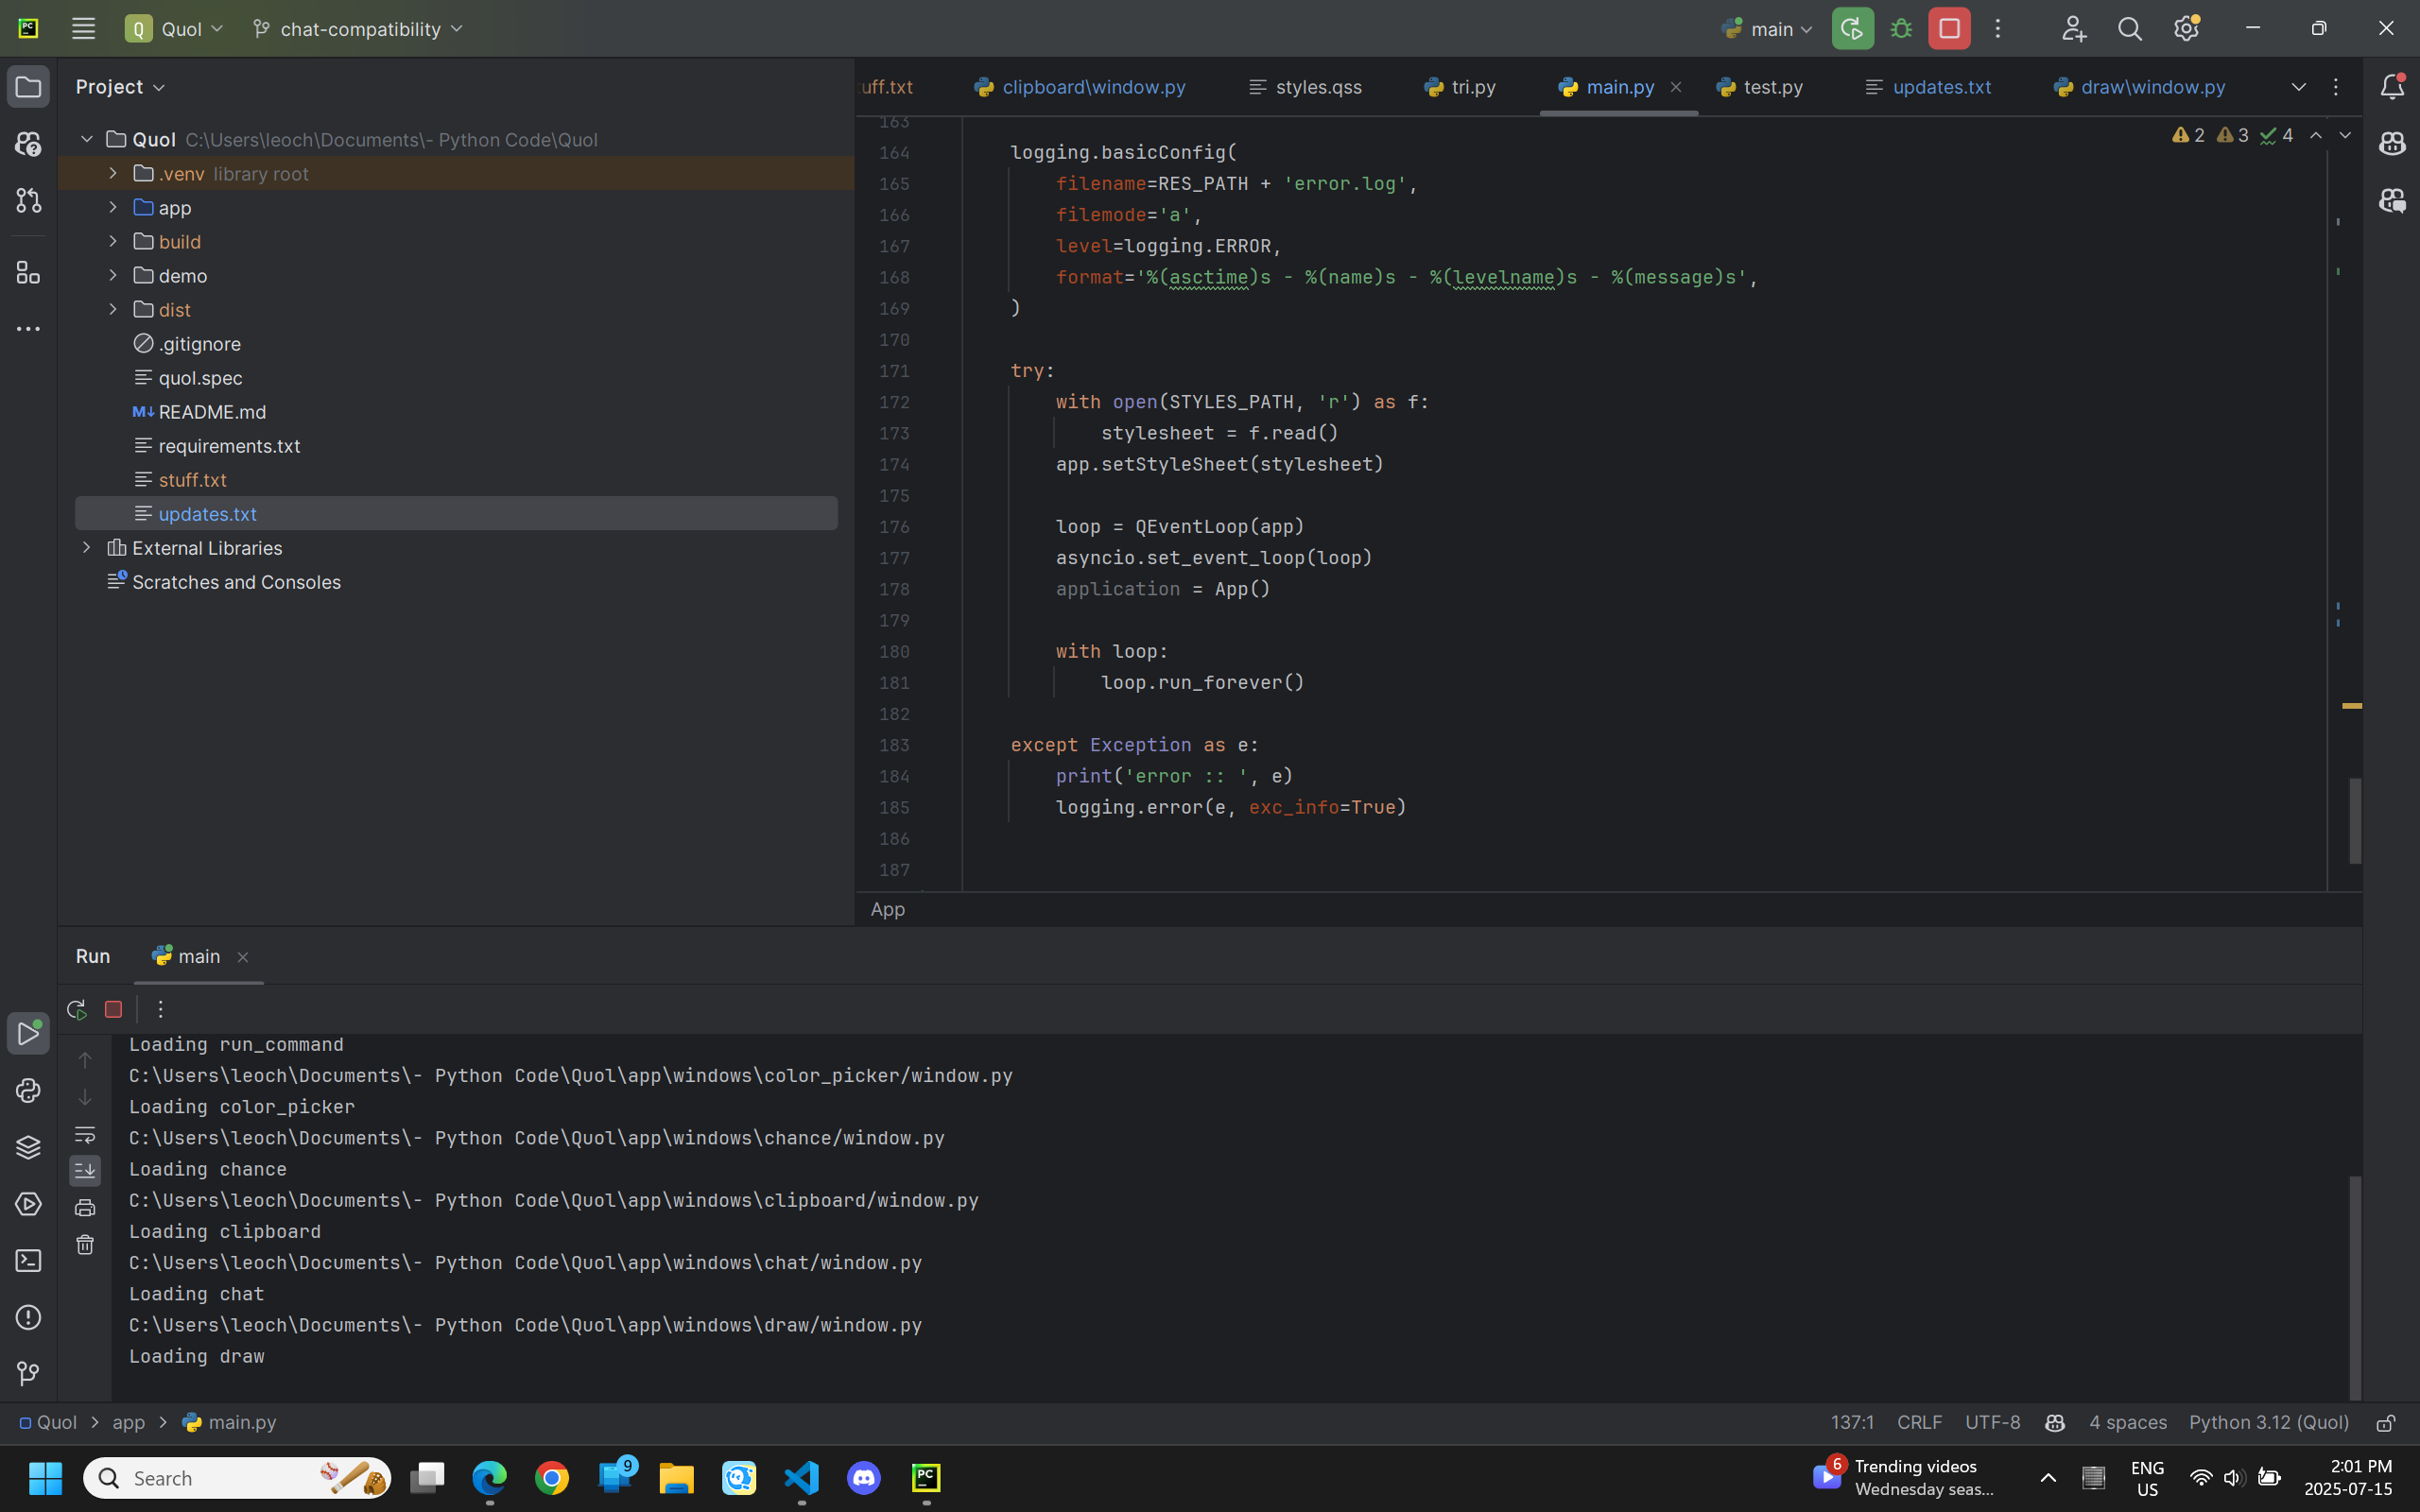 PC
Q Quol
chat-compatibility
main
Project
uff.txt
clipboard\window.py
styles.qss
tri.py
main.py
test.py
updates.txt
draw\window.py
Quol C:\Users\leoch\Documents\- Python Code\Quol
.venv library root
app
build
demo
dist
.gitignore
quol.spec
M↓ README.md
requirements.txt
stuff.txt
updates.txt
External Libraries
Scratches and Consoles
2 3 4
163
164 logging.basicConfig(
165 filename=RES_PATH + 'error.log',
166 filemode='a',
167 level=logging.ERROR,
168 format='%(asctime)s - %(name)s - %(levelname)s - %(message)s',
169 )
170
171 try:
172 with open(STYLES_PATH, 'r') as f:
173 stylesheet = f.read()
174 app.setStyleSheet(stylesheet)
175
176 loop = QEventLoop(app)
177 asyncio.set_event_loop(loop)
178 application = App()
179
180 with loop:
181 loop.run_forever()
182
183 except Exception as e:
184 print('error :: ', e)
185 logging.error(e, exc_info=True)
186
187
App
Run
main
Loading run_command
C:\Users\leoch\Documents\- Python Code\Quol\app\windows\color_picker/window.py
Loading color_picker
C:\Users\leoch\Documents\- Python Code\Quol\app\windows\chance/window.py
Loading chance
C:\Users\leoch\Documents\- Python Code\Quol\app\windows\clipboard/window.py
Loading clipboard
C:\Users\leoch\Documents\- Python Code\Quol\app\windows\chat/window.py
Loading chat
C:\Users\leoch\Documents\- Python Code\Quol\app\windows\draw/window.py
Loading draw
Quol > app > main.py
137:1 CRLF UTF-8 4 spaces Python 3.12 (Quol)
Search
9
PC
6
Trending videos
Wednesday seas...
ENG
US
2:01 PM
2025-07-15